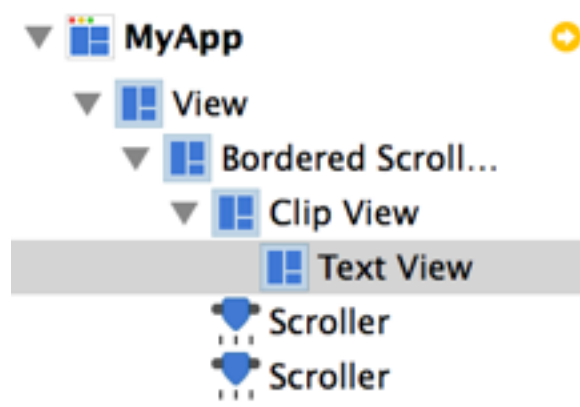 MyApp
View
Bordered Scroll...
Clip View
Text View
Scroller
Scroller